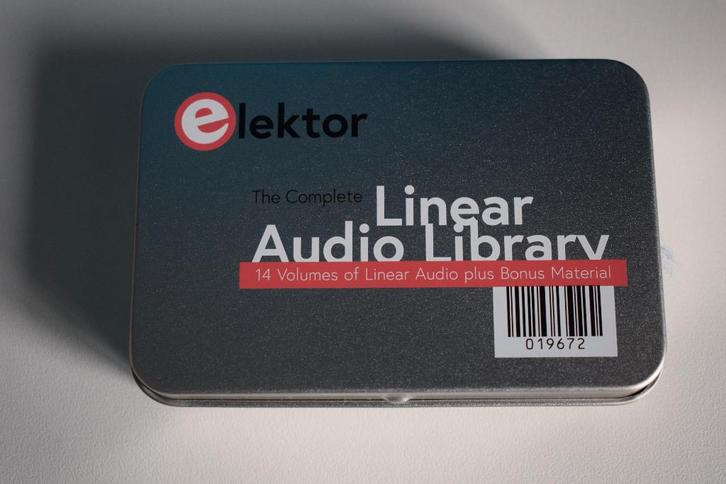 elektor
The Complete Linear
Audio Library
14 Volumes of Linear Audio plus Bonus Material
019672